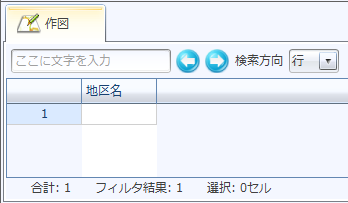 作図
ここに文字を入力 検索方向 行
地区名
1
合計: 1 フィルタ結果: 1 選択: 0セル